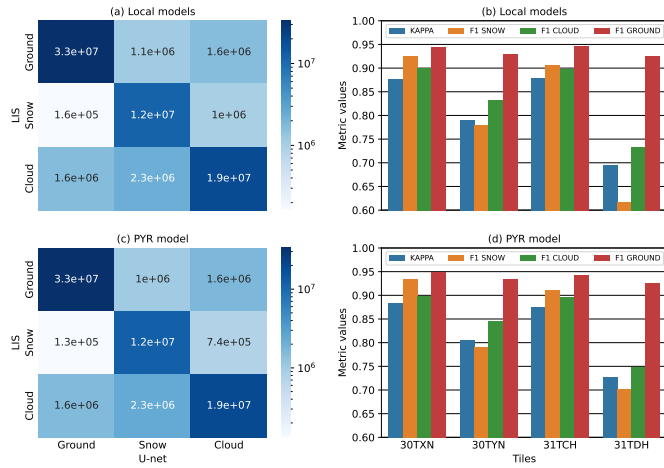 (a) Local models
Ground
Snow
Cloud
LIS
3.3e+07 1.1e+06 1.6e+06
1.6e+05 1.2e+07 1e+06
1.6e+06 2.3e+06 1.9e+07
10^7
10^6
(b) Local models
KAPPA F1 SNOW F1 CLOUD F1 GROUND
Metric values
1.00
0.95
0.90
0.85
0.80
0.75
0.70
0.65
0.60
(c) PYR model
Ground
Snow
Cloud
LIS
3.3e+07 1e+06 1.6e+06
1.3e+05 1.2e+07 7.4e+05
1.6e+06 2.3e+06 1.9e+07
10^7
10^6
Ground Snow Cloud
U-net
(d) PYR model
KAPPA F1 SNOW F1 CLOUD F1 GROUND
Metric values
1.00
0.95
0.90
0.85
0.80
0.75
0.70
0.65
0.60
30TXN 30TYN 31TCH 31TDH
Tiles